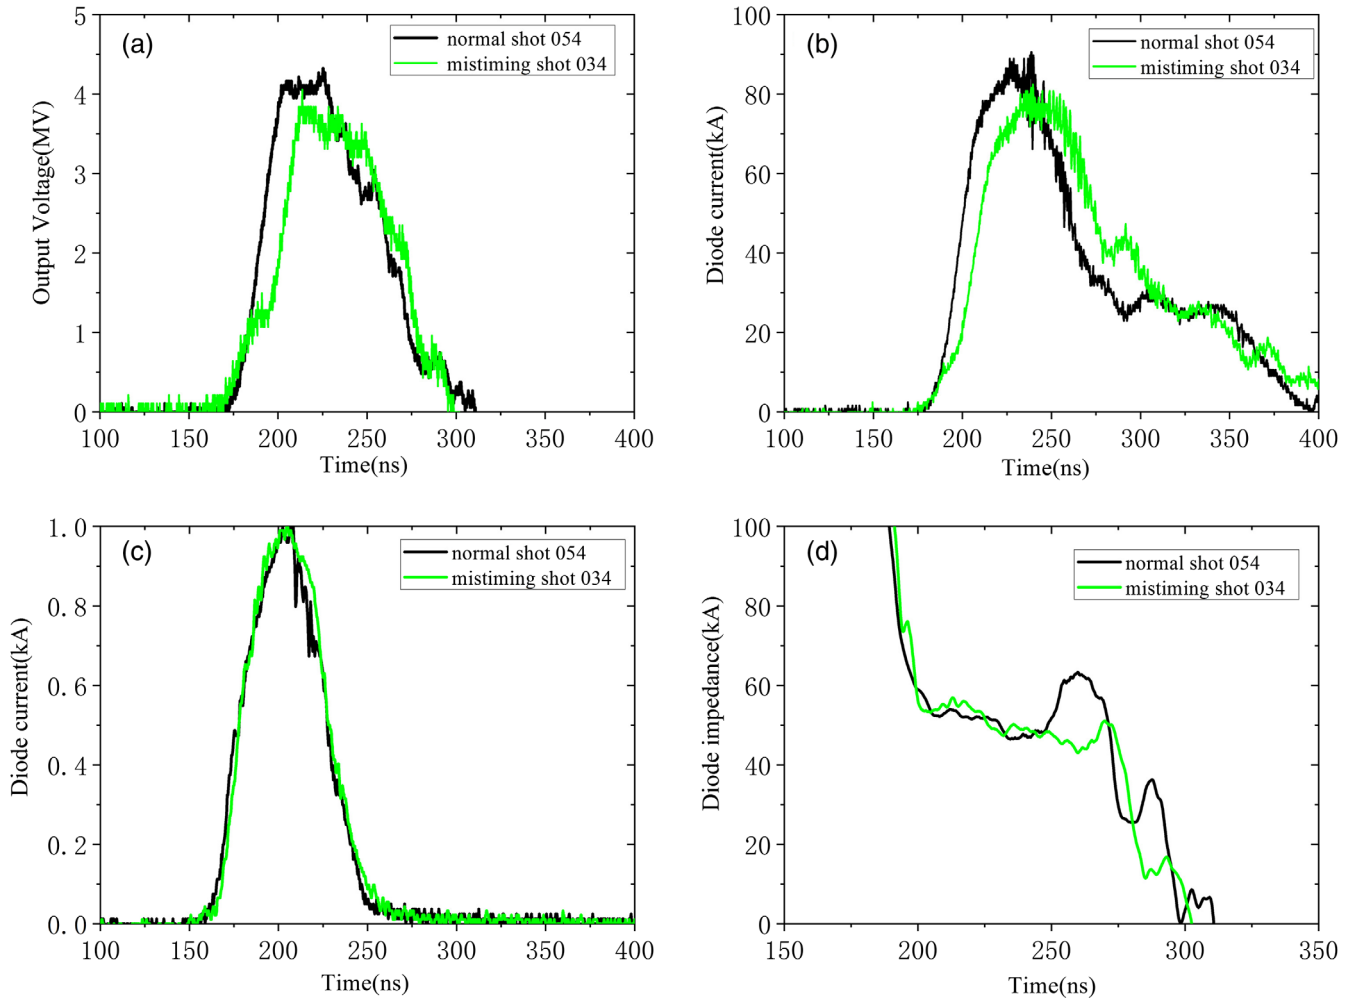 (a)
normal shot 054
mistiming shot 034
Output Voltage(MV)
5
4
3
2
1
0
100 150 200 250 300 350 400
Time(ns)
(b)
normal shot 054
mistiming shot 034
Diode current(kA)
100
80
60
40
20
0
100 150 200 250 300 350 400
Time(ns)
(c)
normal shot 054
mistiming shot 034
Diode current(kA)
1.0
0.8
0.6
0.4
0.2
0.0
100 150 200 250 300 350 400
Time(ns)
(d)
normal shot 054
mistiming shot 034
Diode impedance(kA)
100
80
60
40
20
0
150 200 250 300 350
Time(ns)